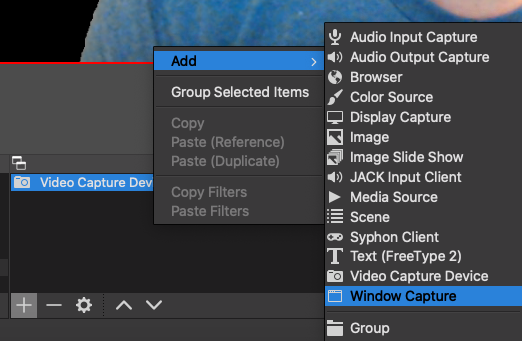 Add
Group Selected Items
Copy
Paste (Reference)
Paste (Duplicate)
Copy Filters
Paste Filters
Audio Input Capture
Audio Output Capture
Browser
Color Source
Display Capture
Image
Image Slide Show
JACK Input Client
Media Source
Scene
Syphon Client
Text (FreeType 2)
Video Capture Device
Window Capture
Group
Video Capture Dev